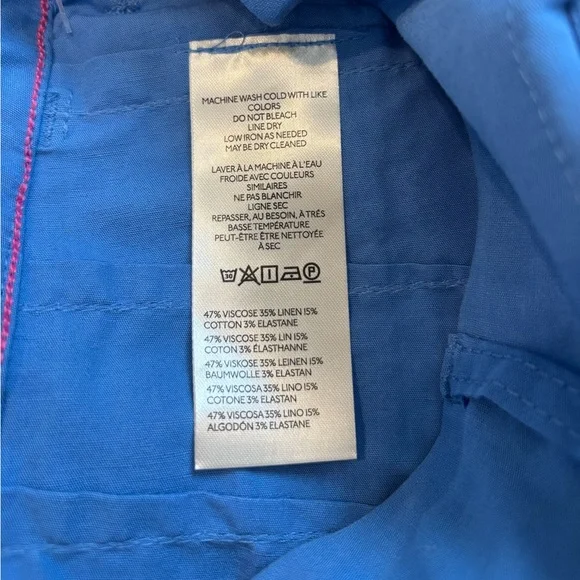 MACHINE WASH COLD WITH LIKE
COLORS
DO NOT BLEACH
LINE DRY
LOW IRON AS NEEDED
MAY BE DRY CLEANED
LAVER À LA MACHINE À L'EAU
FROIDE AVEC COULEURS
SIMILAIRES
NE PAS BLANCHIR
LIGNE SEC
REPASSER, AU BESOIN, À TRÉS
BASSE TEMPÉRATURE
PEUT-ÊTRE ÊTRE NETTOYÉE
À SEC
30 P
47% VISCOSE 35% LINEN 15%
COTTON 3% ELASTANE
47% VISCOSE 35% LIN 15%
COTON 3% ÉLASTHANNE
47% VISKOSE 35% LEINEN 15%
BAUMWOLLE 3% ELASTAN
47% VISCOSA 35% LINO 15%
COTONE 3% ELASTAN
47% VISCOSA 35% LINO 15%
ALGODÓN 3% ELASTANE